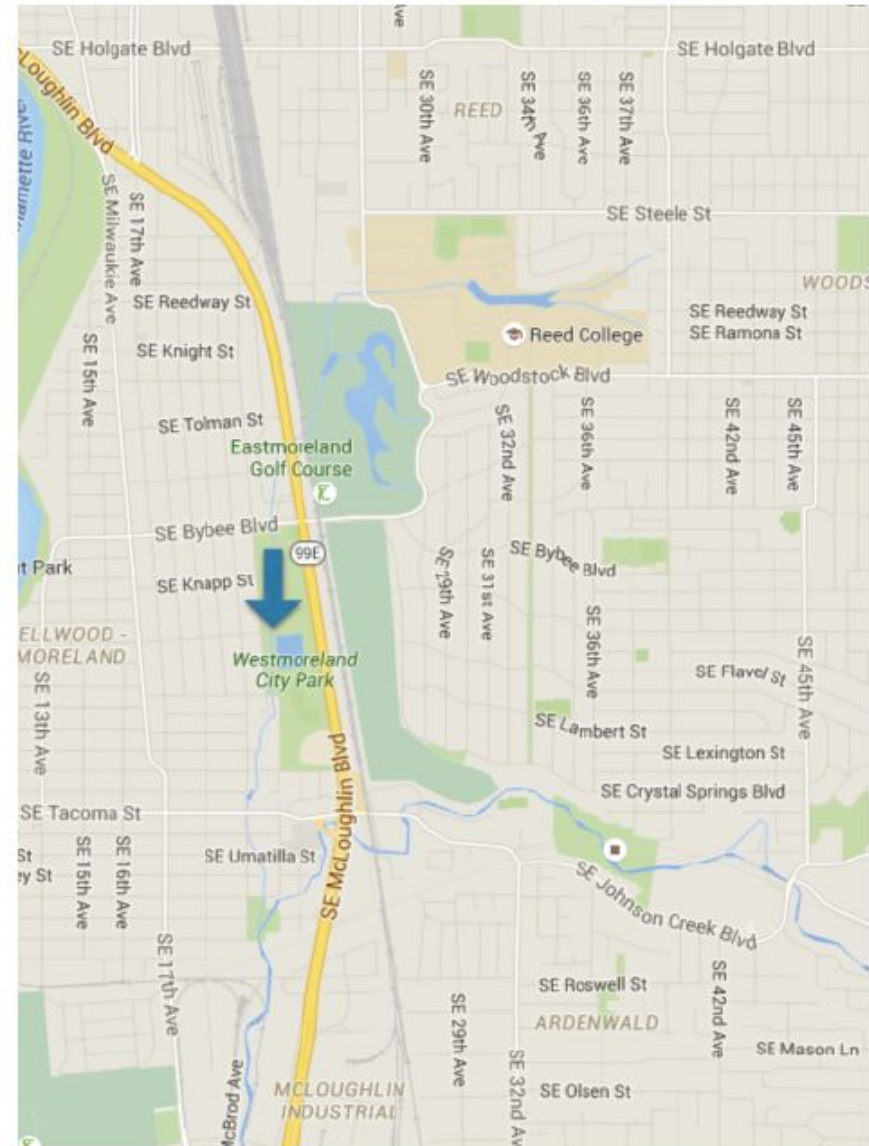 SE Holgate Blvd
SE Holgate Blvd
McLoughlin Blvd
SE 30th Ave
SE 34th Ave
SE 36th Ave
SE 37th Ave
REED
SE Milwaukie Ave
SE 17th Ave
SE Steele St
SE Reedway St
SE Reedway St
SE Ramona St
SE Knight St
Reed College
SE 15th Ave
SE Woodstock Blvd
SE Tolman St
SE 32nd Ave
SE 36th Ave
SE 42nd Ave
SE 45th Ave
Eastmoreland
Golf Course
SE Bybee Blvd
99E
SE Bybee Blvd
SE 29th Ave
SE 31st Ave
t Park
SE Knapp St
SE 36th Ave
ELLWOOD -
MORELAND
Westmoreland
City Park
SE Flavel St
SE 45th Ave
SE 13th Ave
SE Lambert St
SE Lexington St
SE McLoughlin Blvd
SE Crystal Springs Blvd
SE Tacoma St
SE Umatilla St
St
ey St
SE 15th Ave
SE 16th Ave
SE Johnson Creek Blvd
SE 17th Ave
SE 29th Ave
SE Roswell St
SE 42nd Ave
ARDENWALD
SE Mason Ln
McBrod Ave
MCLOUGHLIN
INDUSTRIAL
SE 32nd Av
SE Olsen St